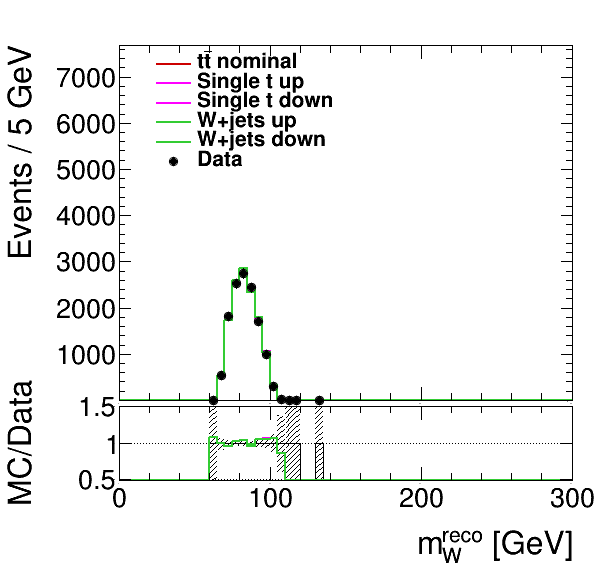 Events / 5 GeV
7000
6000
5000
4000
3000
2000
1000
tt̄ nominal
Single t up
Single t down
W+jets up
W+jets down
Data
MC/Data
1.5
1
0.5
0 100 200 300
m_W^reco [GeV]